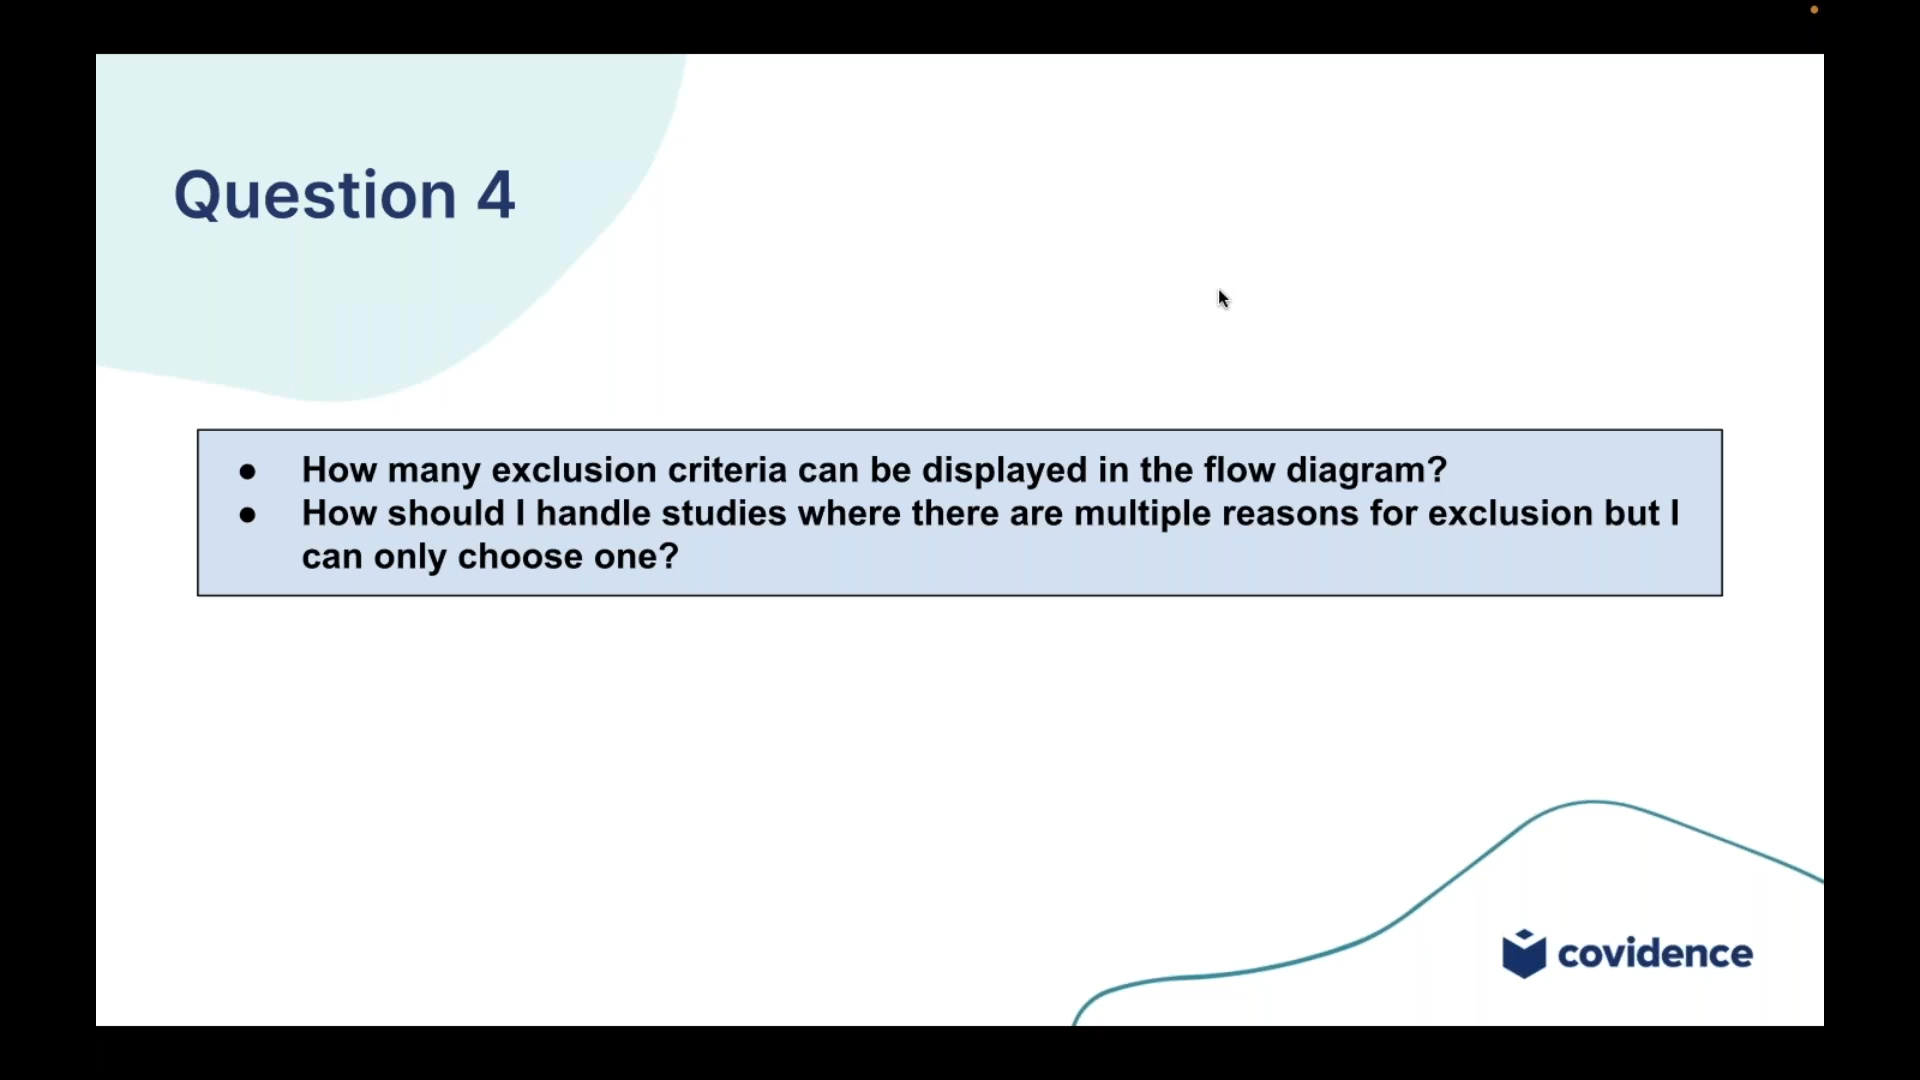 Question 4
● How many exclusion criteria can be displayed in the flow diagram?
● How should I handle studies where there are multiple reasons for exclusion but I
can only choose one?
covidence